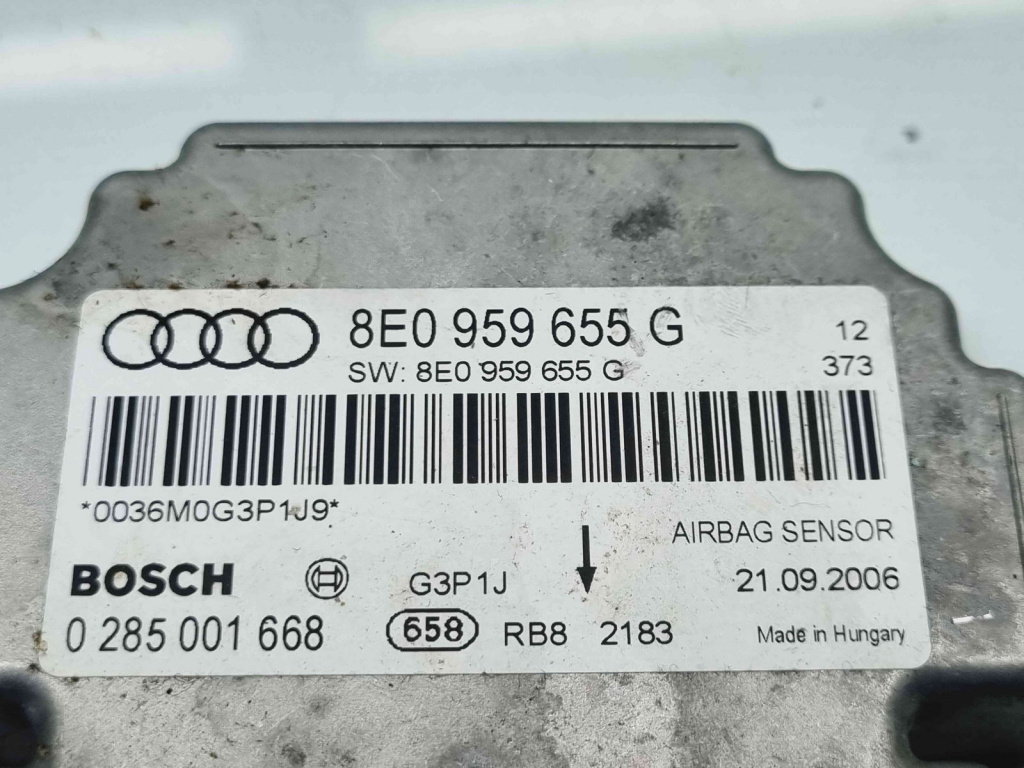 8E0 959 655 G
12
SW: 8E0 959 655 G
373
*0036M0G3P1J9*
AIRBAG SENSOR
BOSCH
G3P1J
21.09.2006
0 285 001 668
658
RB8
2183
Made in Hungary